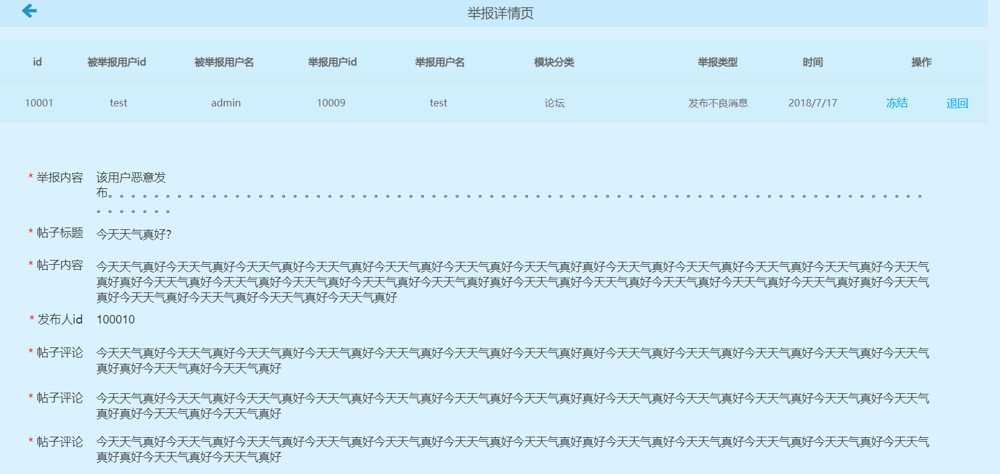 举报详情页
id 被举报用户id 被举报用户名 举报用户id 举报用户名 模块分类 举报类型 时间 操作
10001 test admin 10009 test 论坛 发布不良消息 2018/7/17 冻结 退回
* 举报内容 该用户恶意发
布。。。。。。。。。。。。。。。。。。。。。。。。。。。。。。。。。。。。。。。。。。。。。。。。。。。。。。。。。。。。。。。。。。。。。。。
。。。。。。。
* 帖子标题 今天天气真好?
* 帖子内容 今天天气真好今天天气真好今天天气真好今天天气真好今天天气真好今天天气真好今天天气真好真好今天天气真好今天天气真好今天天气真好今天天气真好今天天气
真好真好今天天气真好今天天气真好今天天气真好今天天气真好今天天气真好真好今天天气真好今天天气真好今天天气真好今天天气真好今天天气真好真好今天天气
真好今天天气真好今天天气真好今天天气真好今天天气真好
* 发布人id 100010
* 帖子评论 今天天气真好今天天气真好今天天气真好今天天气真好今天天气真好今天天气真好今天天气真好真好今天天气真好今天天气真好今天天气真好今天天气真好今天天气
真好真好今天天气真好今天天气真好
* 帖子评论 今天天气真好今天天气真好今天天气真好今天天气真好今天天气真好今天天气真好今天天气真好真好今天天气真好今天天气真好今天天气真好今天天气真好今天天气
真好真好今天天气真好今天天气真好
* 帖子评论 今天天气真好今天天气真好今天天气真好今天天气真好今天天气真好今天天气真好今天天气真好真好今天天气真好今天天气真好今天天气真好今天天气真好今天天气
真好真好今天天气真好今天天气真好